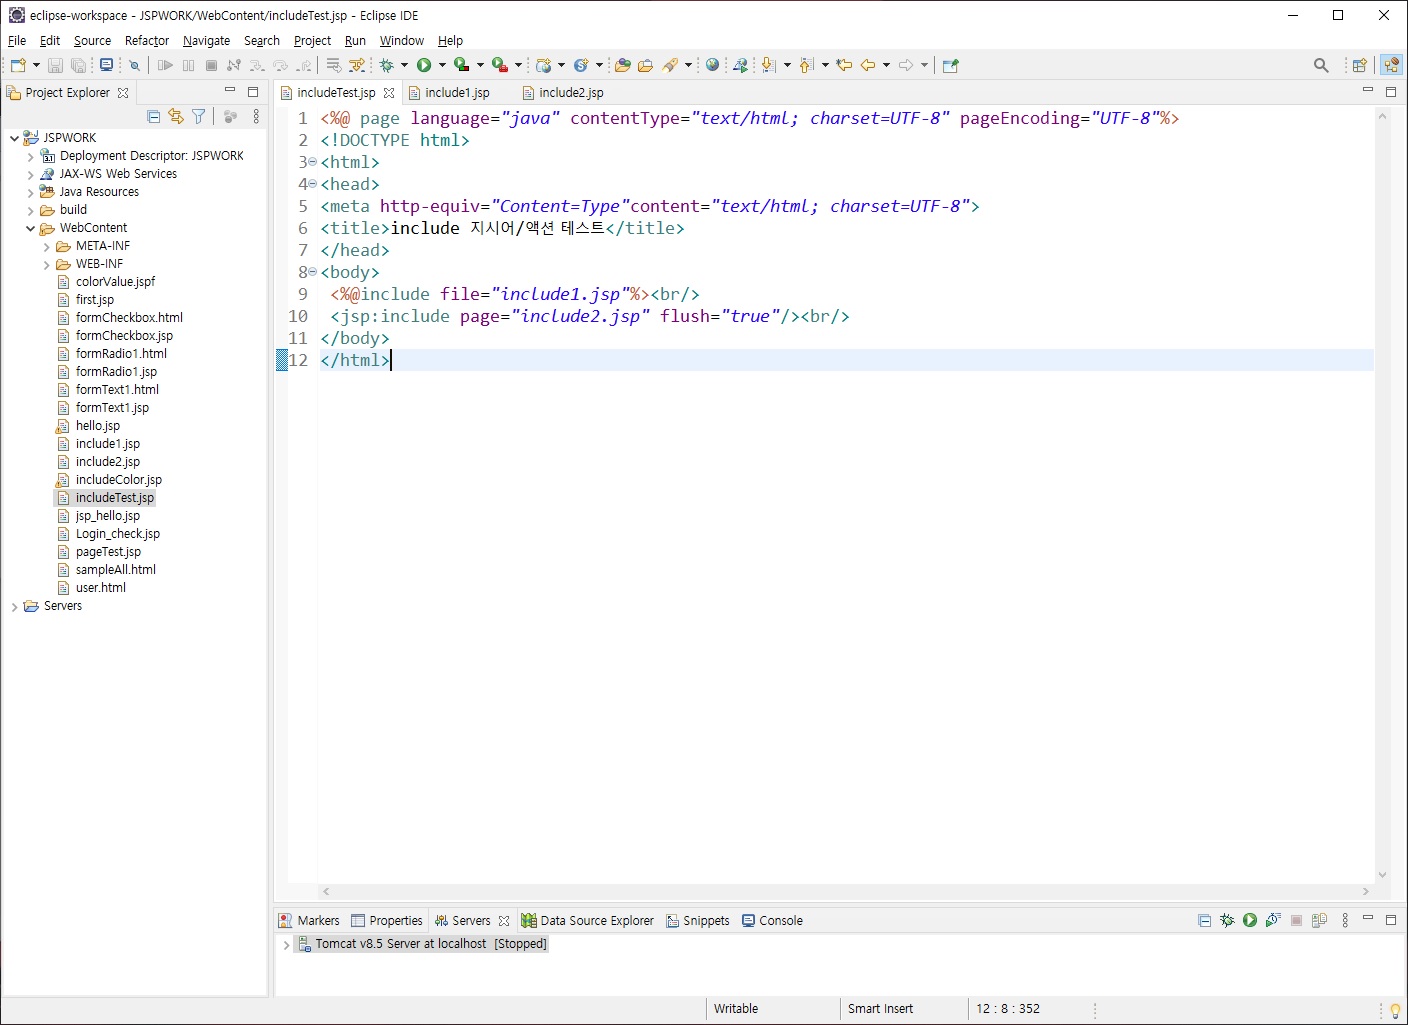 eclipse-workspace - JSPWORK/WebContent/includeTest.jsp - Eclipse IDE
File Edit Source Refactor Navigate Search Project Run Window Help
Project Explorer
includeTest.jsp include1.jsp include2.jsp
JSPWORK
Deployment Descriptor: JSPWORK
JAX-WS Web Services
Java Resources
build
WebContent
META-INF
WEB-INF
colorValue.jspf
first.jsp
formCheckbox.html
formCheckbox.jsp
formRadio1.html
formRadio1.jsp
formText1.html
formText1.jsp
hello.jsp
include1.jsp
include2.jsp
includeColor.jsp
includeTest.jsp
jsp_hello.jsp
Login_check.jsp
pageTest.jsp
sampleAll.html
user.html
Servers
1 <%@ page language="java" contentType="text/html; charset=UTF-8" pageEncoding="UTF-8"%>
2 <!DOCTYPE html>
3 <html>
4 <head>
5 <meta http-equiv="Content=Type"content="text/html; charset=UTF-8">
6 <title>include 지시어/액션 테스트</title>
7 </head>
8 <body>
9 <%@include file="include1.jsp"%><br/>
10 <jsp:include page="include2.jsp" flush="true"/><br/>
11 </body>
12 </html>
Markers Properties Servers Data Source Explorer Snippets Console
Tomcat v8.5 Server at localhost [Stopped]
Writable Smart Insert 12 : 8 : 352